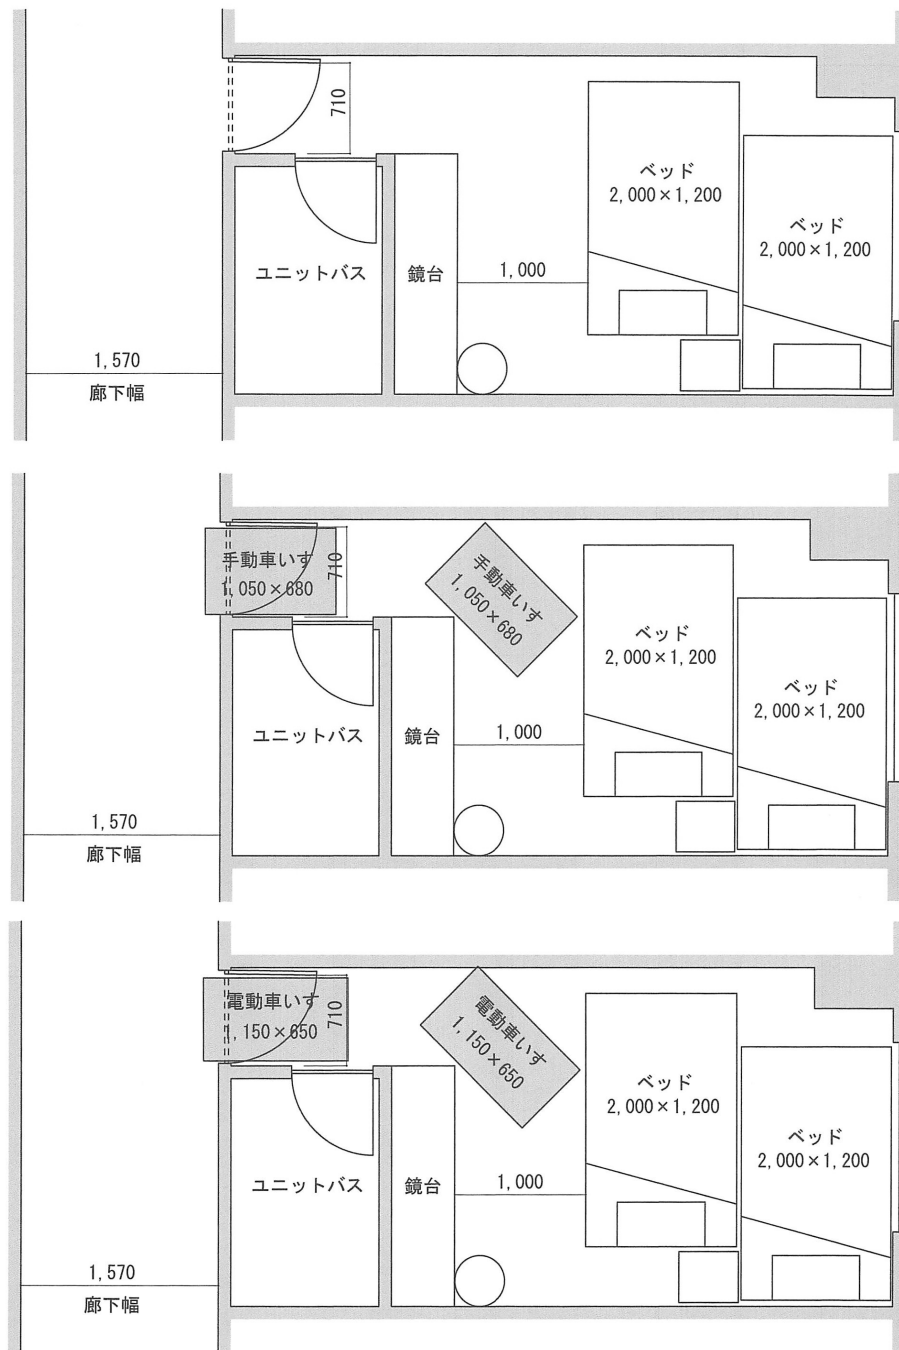 710
ベッド
2,000×1,200
ベッド
2,000×1,200
ユニットバス
鏡台
1,000
1,570
廊下幅
手動車いす
1,050×680
710
手動車いす
1,050×680
ベッド
2,000×1,200
ベッド
2,000×1,200
ユニットバス
鏡台
1,000
1,570
廊下幅
電動車いす
1,150×650
710
電動車いす
1,150×650
ベッド
2,000×1,200
ベッド
2,000×1,200
ユニットバス
鏡台
1,000
1,570
廊下幅